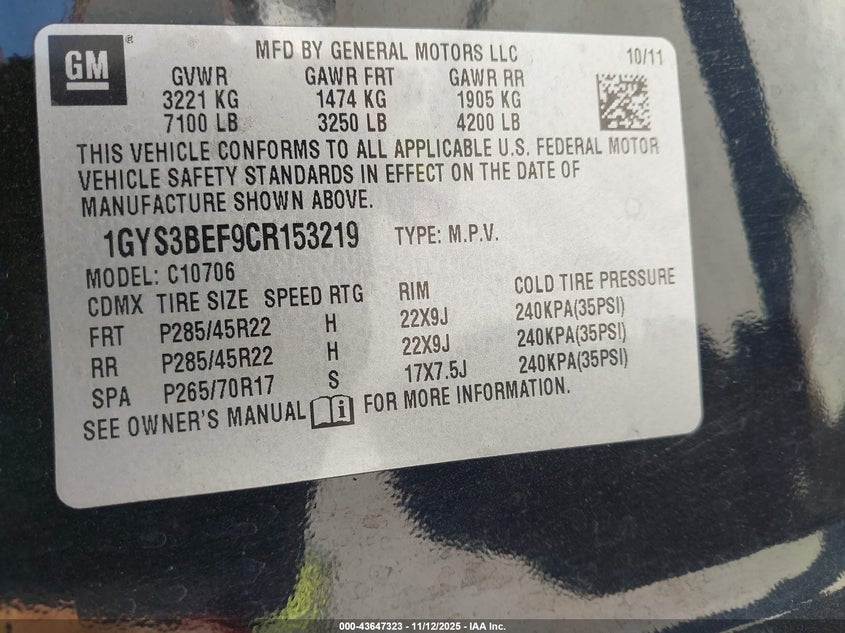 GM
MFD BY GENERAL MOTORS LLC 10/11
GVWR GAWR FRT GAWR RR
3221 KG 1474 KG 1905 KG
7100 LB 3250 LB 4200 LB
THIS VEHICLE CONFORMS TO ALL APPLICABLE U.S. FEDERAL MOTOR
VEHICLE SAFETY STANDARDS IN EFFECT ON THE DATE OF
MANUFACTURE SHOWN ABOVE.
1GYS3BEF9CR153219 TYPE: M.P.V.
MODEL: C10706
CDMX TIRE SIZE SPEED RTG RIM COLD TIRE PRESSURE
FRT P285/45R22 H 22X9J 240KPA(35PSI)
RR P285/45R22 H 22X9J 240KPA(35PSI)
SPA P265/70R17 S 17X7.5J 240KPA(35PSI)
SEE OWNER'S MANUAL FOR MORE INFORMATION.
000-43647323 - 11/12/2025 - IAA Inc.